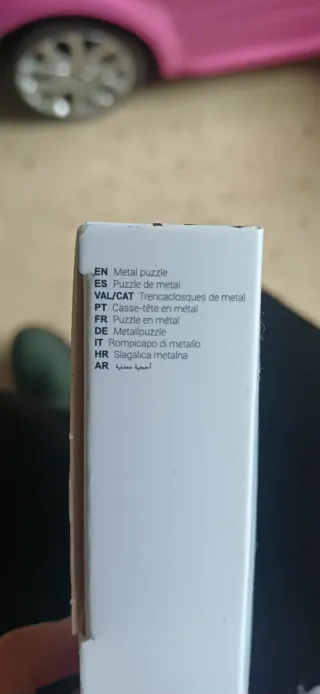 EN Metal puzzle
ES Puzzle de metal
VAL/CAT Trencaclosques de metal
PT Casse-tête en métal
FR Puzzle en métal
DE Metallpuzzle
IT Rompicapo di metallo
HR Slagalica metalna
AR أحجية معدنية